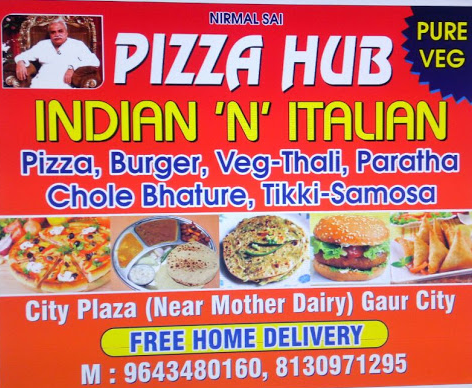 NIRMAL SAI
PIZZA HUB
PURE
VEG
INDIAN 'N' ITALIAN
Pizza, Burger, Veg-Thali, Paratha
Chole Bhature, Tikki-Samosa
City Plaza (Near Mother Dairy) Gaur City
FREE HOME DELIVERY
M : 9643480160, 8130971295